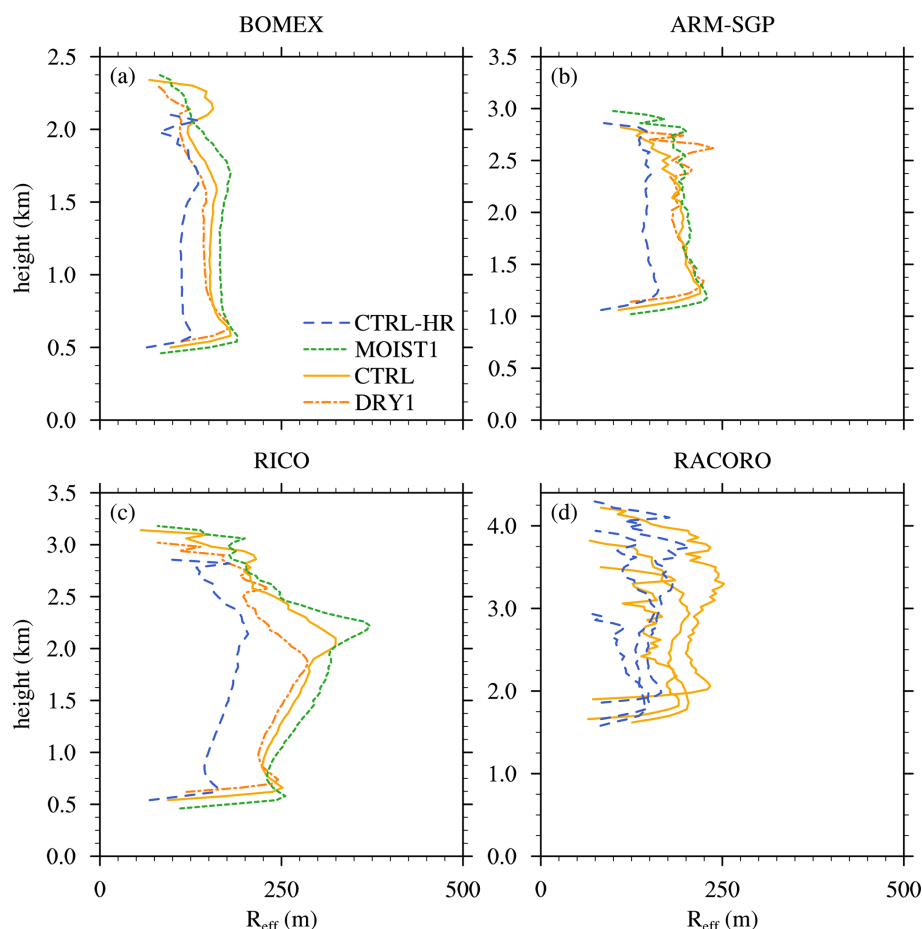 BOMEX
ARM-SGP
(a)
(b)
2.5
2.0
1.5
1.0
0.5
0.0
height (km)
CTRL-HR
MOIST1
CTRL
DRY1
3.5
3.0
2.5
2.0
1.5
1.0
0.5
0.0
RICO
RACORO
(c)
(d)
3.5
3.0
2.5
2.0
1.5
1.0
0.5
0.0
height (km)
4.0
3.0
2.0
1.0
0.0
0 250 500
0 250 500
R_eff (m)
R_eff (m)